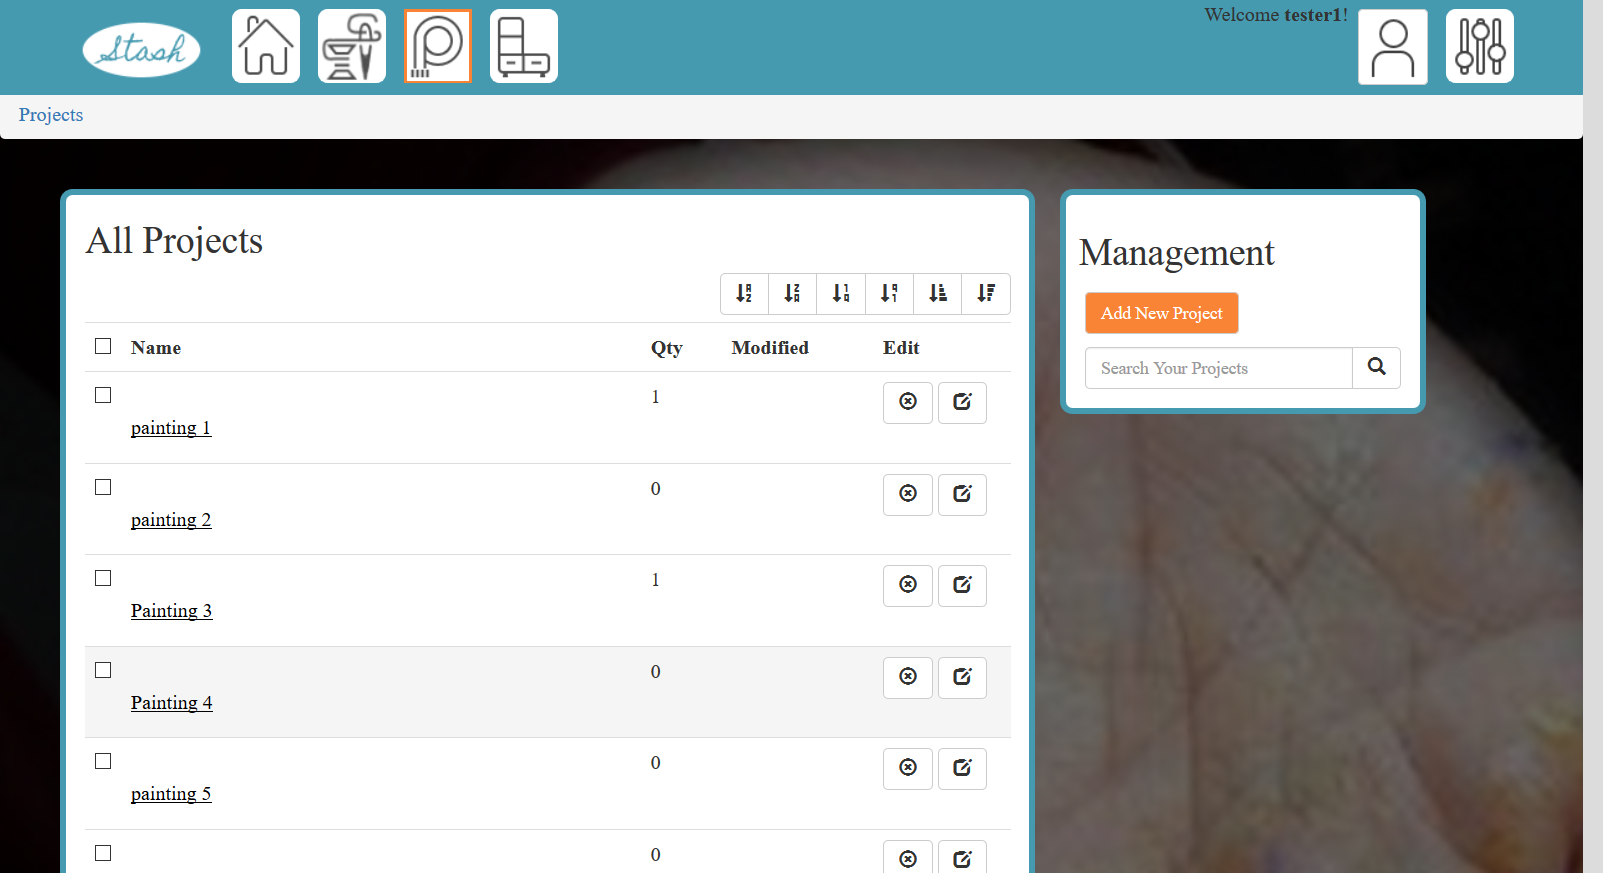 Stash
Welcome tester1!
Projects
All Projects
Management
Add New Project
Search Your Projects
Name Qty Modified Edit
1
painting 1
0
painting 2
1
Painting 3
0
Painting 4
0
painting 5
0